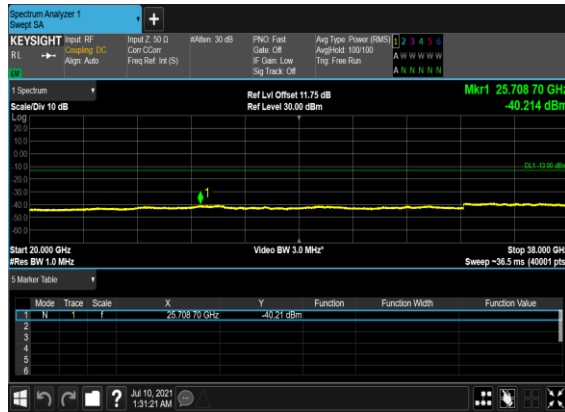 Spectrum Analyzer 1
Swept SA
+
KEYSIGHT Input: RF
RL Coupling: DC
Align: Auto
Input Z: 50 Ω
Corr CCorr
Freq Ref: Int (S)
#Atten: 30 dB
PNO: Fast
Gate: Off
IF Gain: Low
Sig Track: Off
Avg Type: Power (RMS)
Avg|Hold: 100/100
Trig: Free Run
1 2 3 4 5 6
A W W W W W
A N N N N N
LXI
1 Spectrum
Scale/Div 10 dB
Ref Lvl Offset 11.75 dB
Ref Level 30.00 dBm
Mkr1 25.708 70 GHz
-40.214 dBm
Log
20.0
10.0
0.00
-10.0
DL1 -13.00 dBm
-20.0
-30.0
1
-40.0
-50.0
-60.0
Start 20.000 GHz
#Res BW 1.0 MHz
Video BW 3.0 MHz*
Stop 38.000 GHz
Sweep ~36.5 ms (40001 pts)
5 Marker Table
Mode Trace Scale X Y Function Function Width Function Value
1 N 1 f 25.708 70 GHz -40.21 dBm
2
3
4
5
6
?
Jul 10, 2021
1:31:21 AM